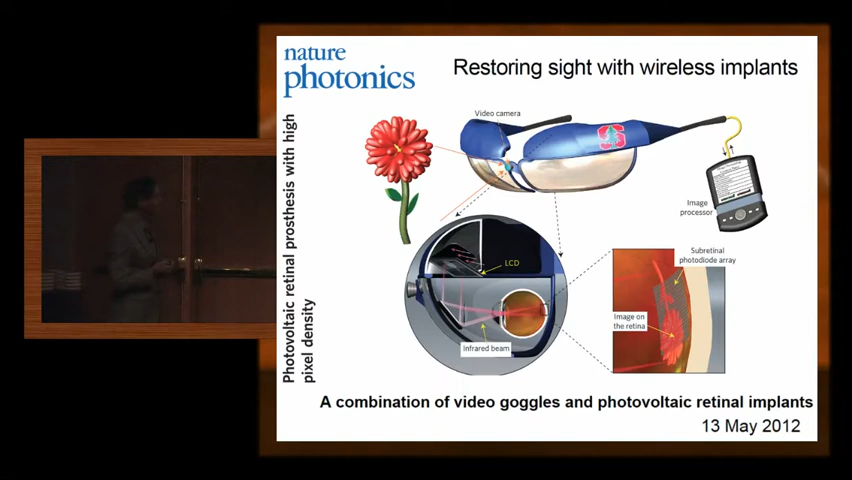 nature
photonics
Restoring sight with wireless implants
Photovoltaic retinal prosthesis with high
pixel density
Video camera
Image
processor
LCD
Infrared beam
Subretinal
photodiode array
Image on
the retina
A combination of video goggles and photovoltaic retinal implants
13 May 2012